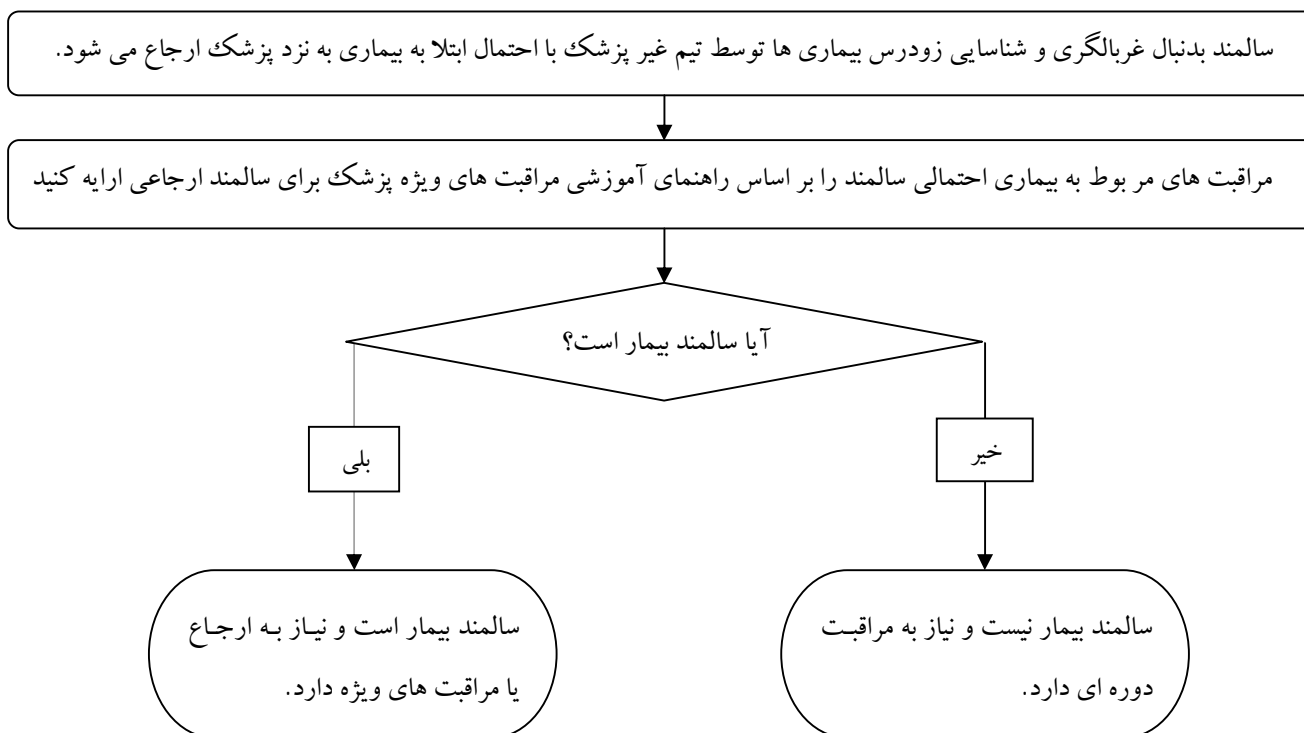 سالمند بدنبال غربالگری و شناسایی زودرس بیماری ها توسط تیم غیر پزشک با احتمال ابتلا به بیماری به نزد پزشک ارجاع می شود.
مراقبت های مر بوط به بیماری احتمالی سالمند را بر اساس راهنمای آموزشی مراقبت های ویژه پزشک برای سالمند ارجاعی ارایه کنید
آیا سالمند بیمار است؟
خیر
بلی
سالمند بیمار نیست و نیاز به مراقبت
دوره ای دارد.
سالمند بیمار است و نیـاز بـه ارجـاع
یا مراقبت های ویژه دارد.